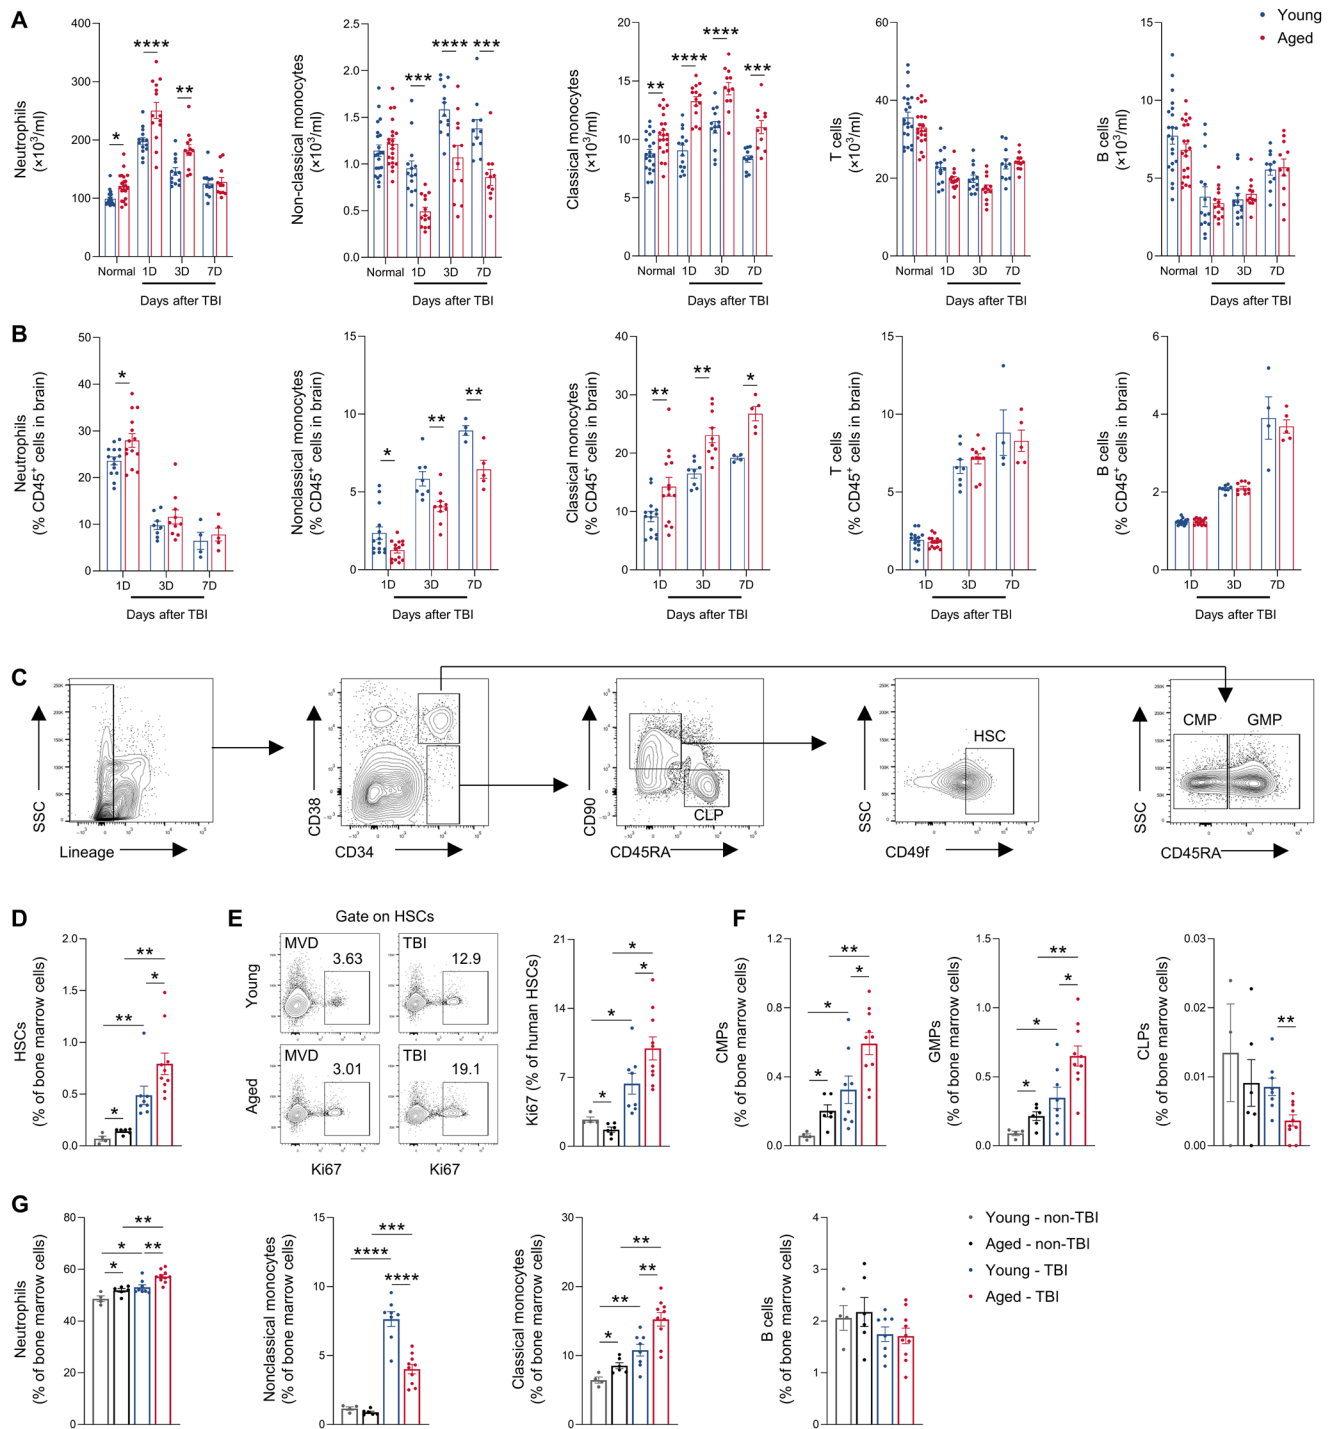 A
Neutrophils
(×10³/ml)
400
300
200
100
0
Normal 1D 3D 7D
Days after TBI
* **** **
Non-classical monocytes
(×10³/ml)
2.5
2.0
1.5
1.0
0.5
0.0
Normal 1D 3D 7D
Days after TBI
*** **** ***
Classical monocytes
(×10³/ml)
20
15
10
5
0
Normal 1D 3D 7D
Days after TBI
** **** **** ***
T cells
(×10³/ml)
60
40
20
0
Normal 1D 3D 7D
Days after TBI
B cells
(×10³/ml)
15
10
5
0
Normal 1D 3D 7D
Days after TBI
Young
Aged
B
Neutrophils
(% CD45⁺ cells in brain)
50
40
30
20
10
0
1D 3D 7D
Days after TBI
*
Nonclassical monocytes
(% CD45⁺ cells in brain)
15
10
5
0
1D 3D 7D
Days after TBI
* ** **
Classical monocytes
(% CD45⁺ cells in brain)
40
30
20
10
0
1D 3D 7D
Days after TBI
** ** *
T cells
(% CD45⁺ cells in brain)
15
10
5
0
1D 3D 7D
Days after TBI
B cells
(% CD45⁺ cells in brain)
6
4
2
0
1D 3D 7D
Days after TBI
C
SSC
Lineage
CD38
CD34
CD90
CD45RA
CLP
SSC
CD49f
HSC
SSC
CD45RA
CMP GMP
D
HSCs
(% of bone marrow cells)
2.0
1.5
1.0
0.5
0.0
* ** ** *
E
Gate on HSCs
Young
MVD 3.63
TBI 12.9
Aged
MVD 3.01
TBI 19.1
Ki67 Ki67
Ki67 (% of human HSCs)
21
14
7
0
* * * *
F
CMPs
(% of bone marrow cells)
1.2
0.8
0.4
0.0
* * ** *
GMPs
(% of bone marrow cells)
1.5
1.0
0.5
0.0
* * ** *
CLPs
(% of bone marrow cells)
0.03
0.02
0.01
0.00
**
G
Neutrophils
(% of bone marrow cells)
80
60
40
20
0
* * ** **
Nonclassical monocytes
(% of bone marrow cells)
15
10
5
0
**** *** ****
Classical monocytes
(% of bone marrow cells)
30
20
10
0
* ** ** **
B cells
(% of bone marrow cells)
4
3
2
1
0
Young - non-TBI
Aged - non-TBI
Young - TBI
Aged - TBI